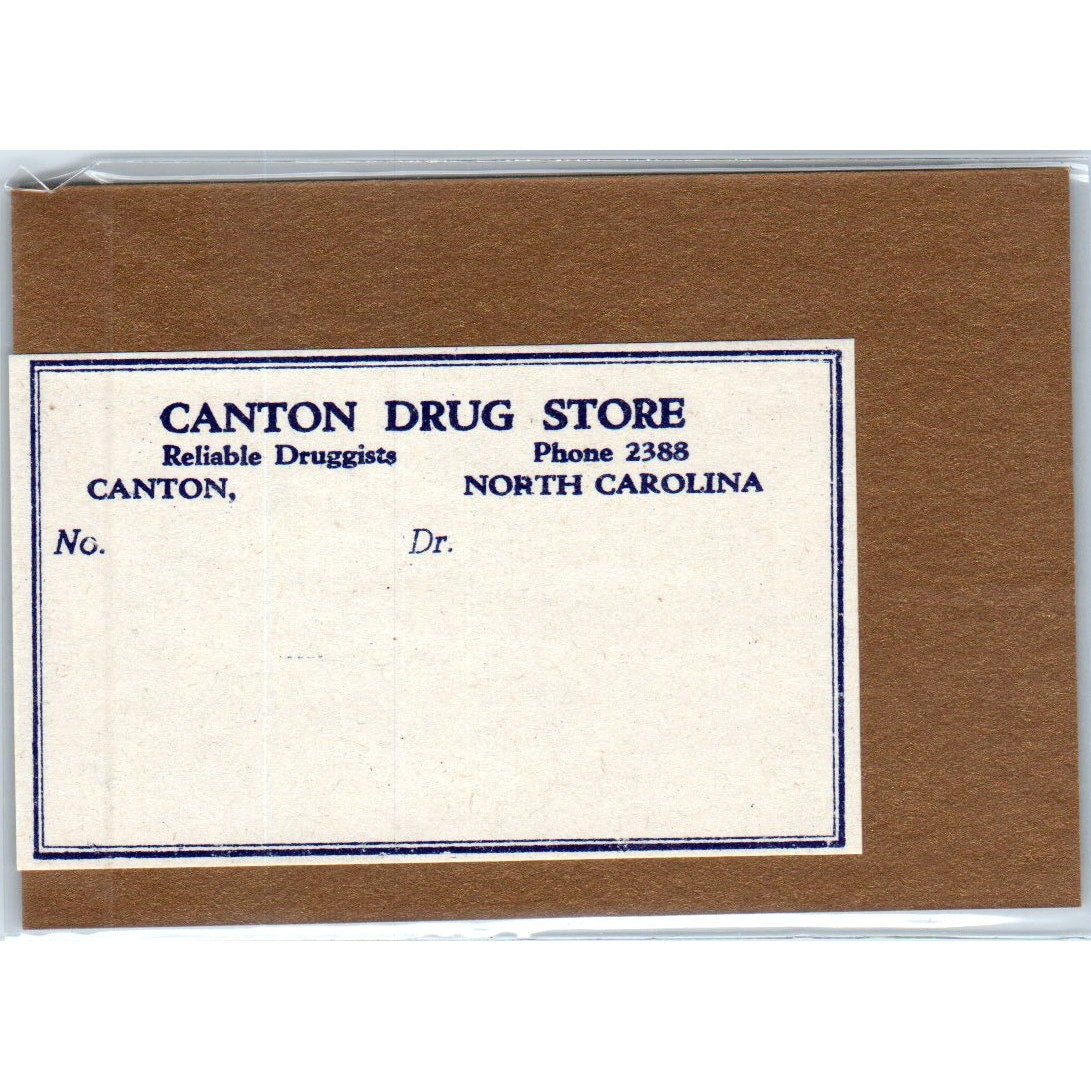 CANTON DRUG STORE
Reliable Druggists Phone 2388
CANTON, NORTH CAROLINA
No. Dr.